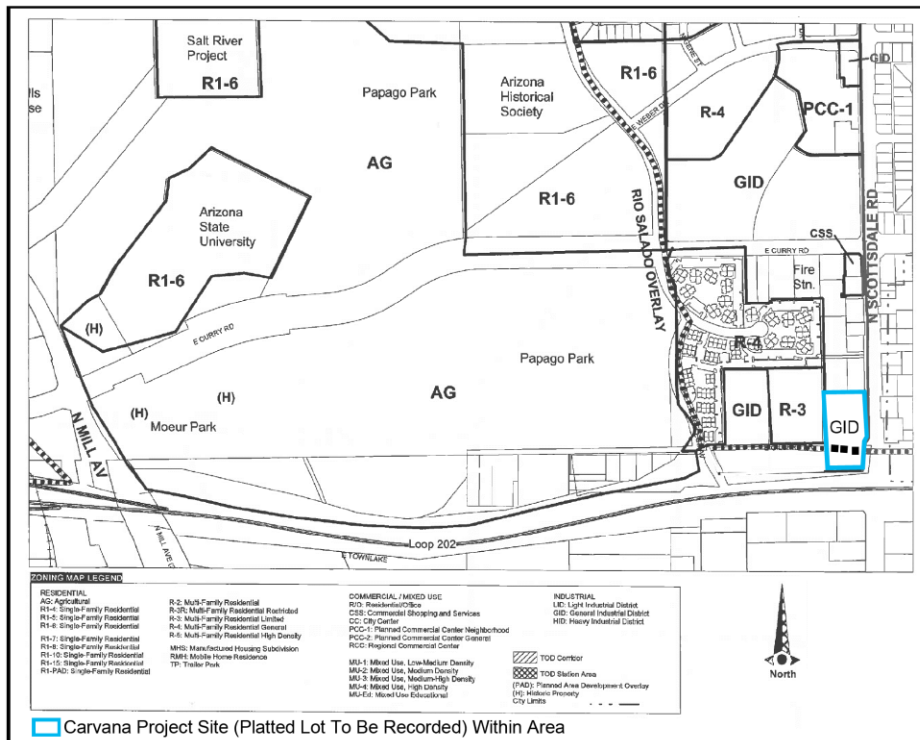 Salt River
Project
R1-6
Papago Park
AG
Arizona
Historical
Society
R1-6
E WEBER DR
R-4
GID
PCC-1
GID
R1-6
RIO SALADO OVERLAY
Arizona
State
University
R1-6
(H)
E CURRY RD
CSS
N SCOTTSDALE RD
Fire
Stn.
E CURRY RD
Papago Park
AG
R-4
(H)
(H)
Moeur Park
N MILL AV
GID
R-3
GID
Loop 202
E TOWNLAKE
ZONING MAP LEGEND
RESIDENTIAL
AG: Agricultural
R1-4: Single-Family Residential
R1-5: Single-Family Residential
R1-6: Single-Family Residential
R1-7: Single-Family Residential
R1-8: Single-Family Residential
R1-10: Single-Family Residential
R1-15: Single-Family Residential
R1-PAD: Single-Family Residential
R-2: Multi-Family Residential
R-3R: Multi-Family Residential Restricted
R-3: Multi-Family Residential Limited
R-4: Multi-Family Residential General
R-5: Multi-Family Residential High Density
MHS: Manufactured Housing Subdivision
RMH: Mobile Home Residence
TP: Trailer Park
COMMERCIAL / MIXED USE
R/O: Residential/Office
CSS: Commercial Shopping and Services
CC: City Center
PCC-1: Planned Commercial Center Neighborhood
PCC-2: Planned Commercial Center General
RCC: Regional Commercial Center
MU-1: Mixed Use, Low-Medium Density
MU-2: Mixed Use, Medium Density
MU-3: Mixed Use, Medium-High Density
MU-4: Mixed Use, High Density
MU-Ed: Mixed Use Educational
INDUSTRIAL
LID: Light Industrial District
GID: General Industrial District
HID: Heavy Industrial District
TOD Corridor
TOD Station Area
(PAD): Planned Area Development Overlay
(H): Historic Property
City Limits
North
Carvana Project Site (Platted Lot To Be Recorded) Within Area